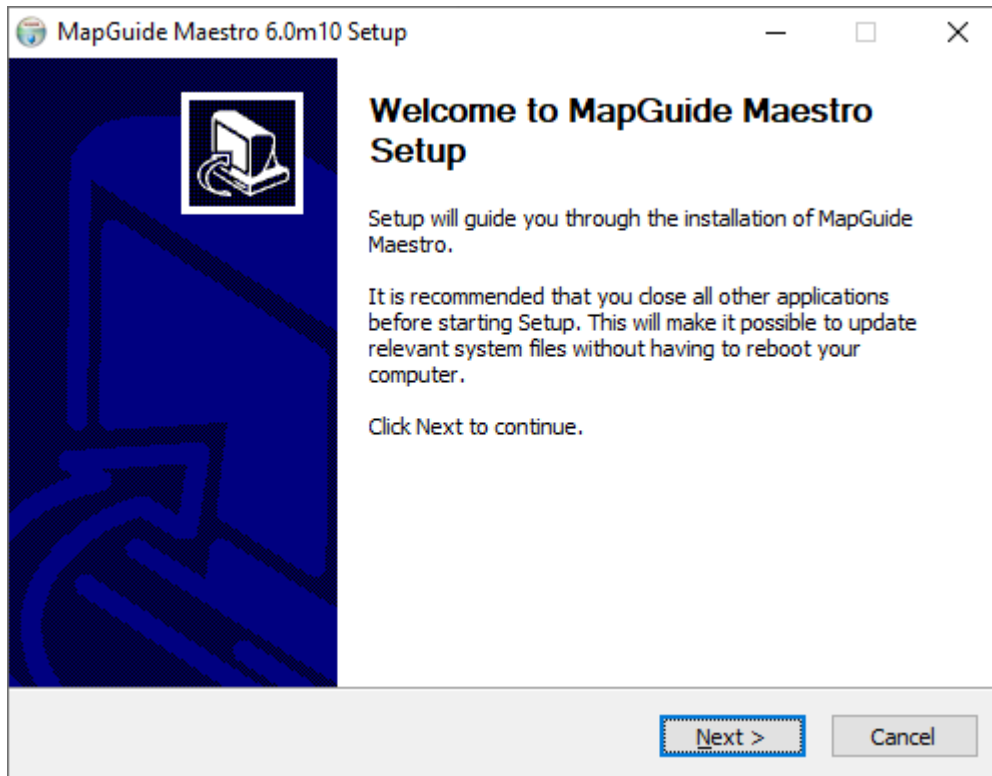 MapGuide Maestro 6.0m10 Setup
Welcome to MapGuide Maestro
Setup
Setup will guide you through the installation of MapGuide
Maestro.
It is recommended that you close all other applications
before starting Setup. This will make it possible to update
relevant system files without having to reboot your
computer.
Click Next to continue.
Next >
Cancel